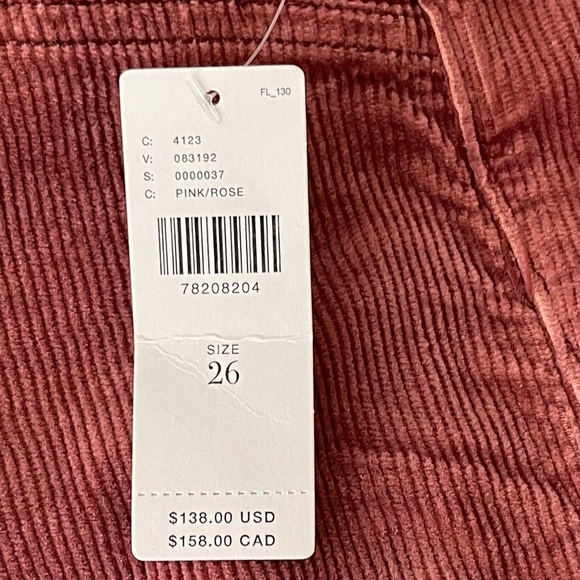 FL_130
C: 4123
V: 083192
S: 0000037
C: PINK/ROSE
78208204
SIZE
26
$138.00 USD
$158.00 CAD